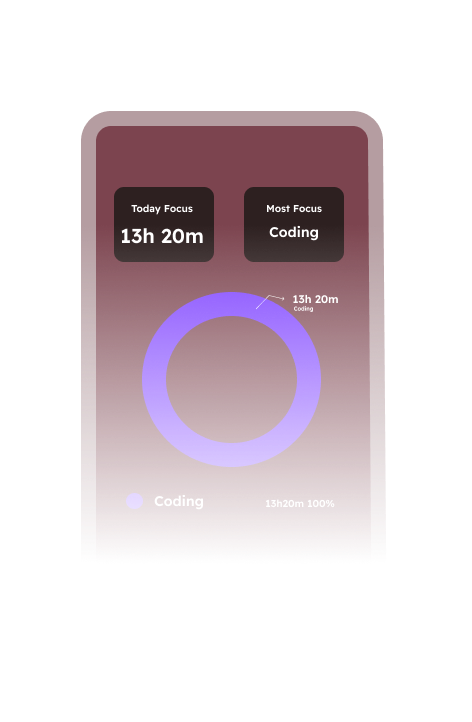 Today Focus
13h 20m
Most Focus
Coding
13h 20m
Coding
Coding
13h20m 100%